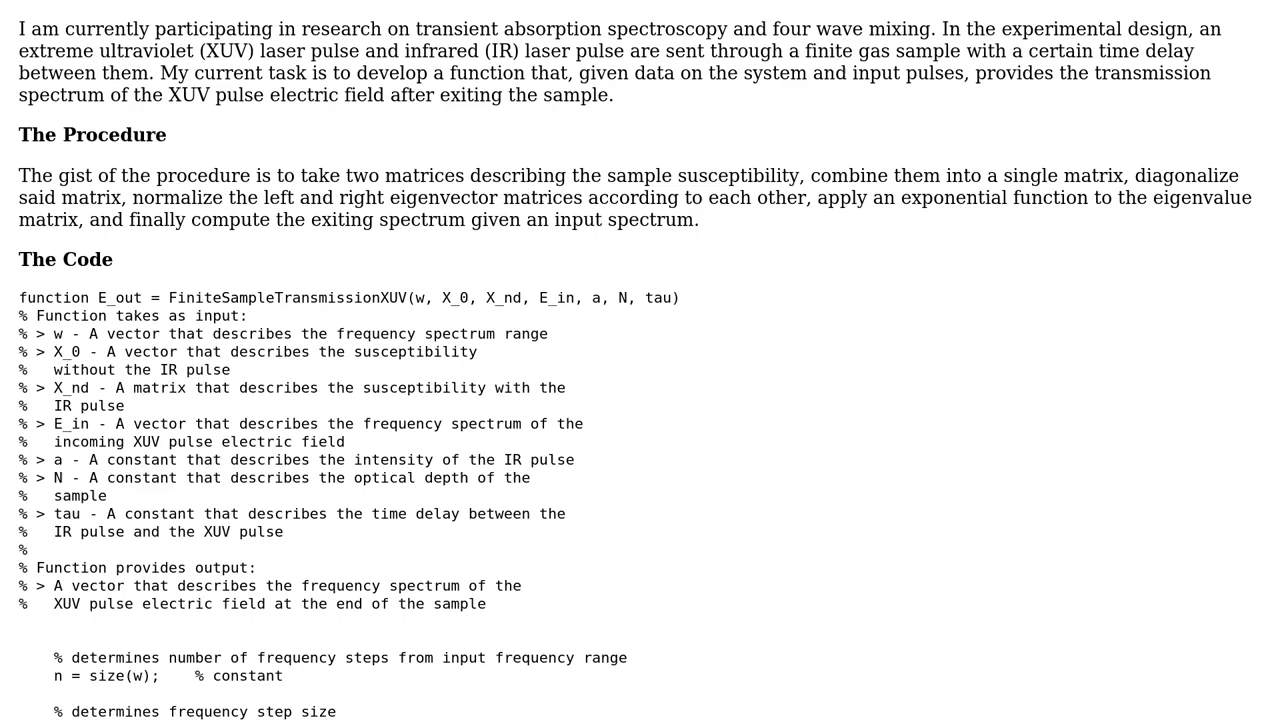 I am currently participating in research on transient absorption spectroscopy and four wave mixing. In the experimental design, an
extreme ultraviolet (XUV) laser pulse and infrared (IR) laser pulse are sent through a finite gas sample with a certain time delay
between them. My current task is to develop a function that, given data on the system and input pulses, provides the transmission
spectrum of the XUV pulse electric field after exiting the sample.
The Procedure
The gist of the procedure is to take two matrices describing the sample susceptibility, combine them into a single matrix, diagonalize
said matrix, normalize the left and right eigenvector matrices according to each other, apply an exponential function to the eigenvalue
matrix, and finally compute the exiting spectrum given an input spectrum.
The Code
function E_out = FiniteSampleTransmissionXUV(w, X_0, X_nd, E_in, a, N, tau)
% Function takes as input:
% > w - A vector that describes the frequency spectrum range
% > X_0 - A vector that describes the susceptibility
%   without the IR pulse
% > X_nd - A matrix that describes the susceptibility with the
%   IR pulse
% > E_in - A vector that describes the frequency spectrum of the
%   incoming XUV pulse electric field
% > a - A constant that describes the intensity of the IR pulse
% > N - A constant that describes the optical depth of the
%   sample
% > tau - A constant that describes the time delay between the
%   IR pulse and the XUV pulse
%
% Function provides output:
% > A vector that describes the frequency spectrum of the
%   XUV pulse electric field at the end of the sample
    % determines number of frequency steps from input frequency range
    n = size(w);    % constant
    % determines frequency step size